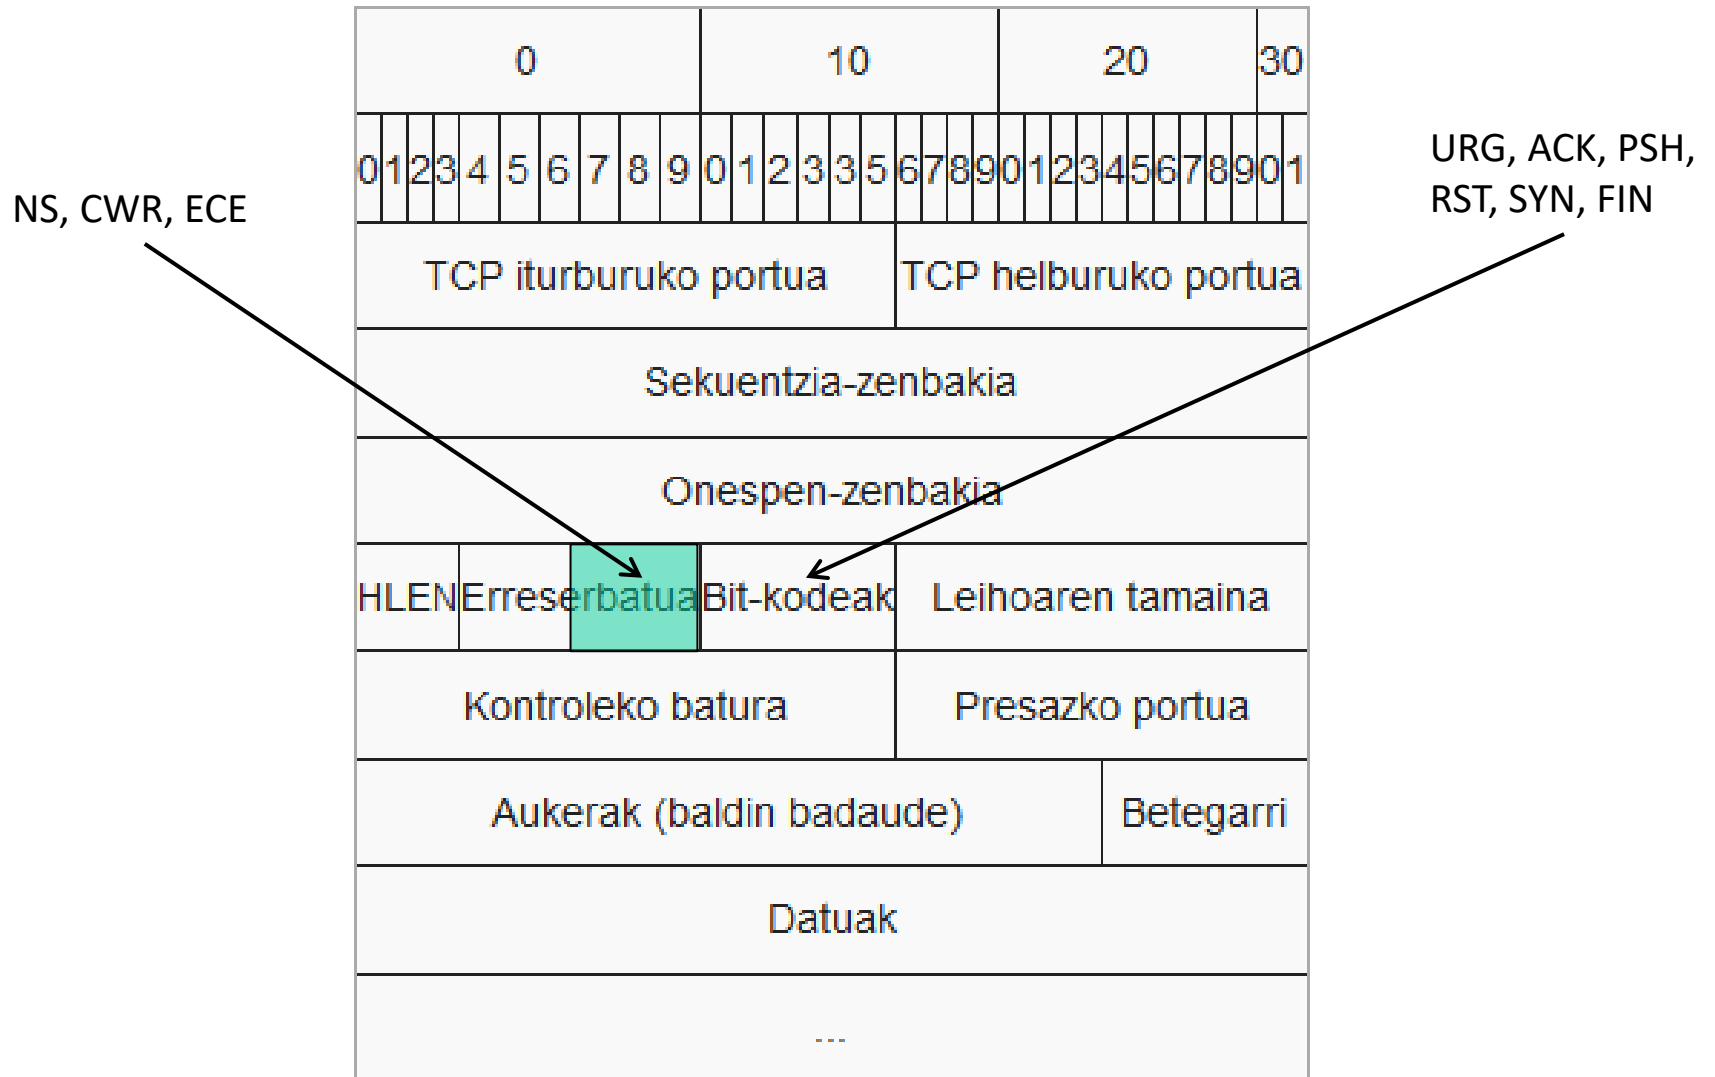 0 10 20 30
0 1 2 3 4 5 6 7 8 9 0 1 2 3 3 5 6 7 8 9 0 1 2 3 4 5 6 7 8 9 0 1
URG, ACK, PSH,
RST, SYN, FIN
NS, CWR, ECE
TCP iturburuko portua TCP helburuko portua
Sekuentzia-zenbakia
Onespen-zenbakia
HLEN Erreserbatua Bit-kodeak Leihoaren tamaina
Kontroleko batura Presazko portua
Aukerak (baldin badaude) Betegarri
Datuak
...